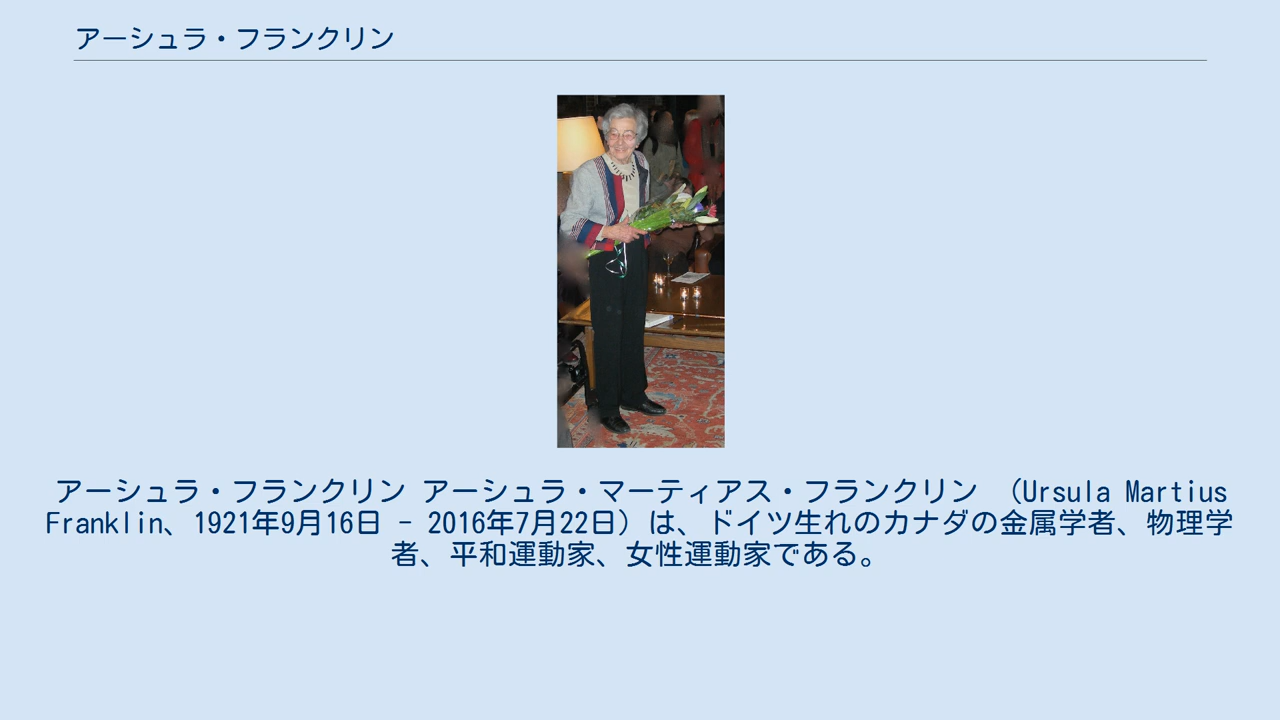 アーシュラ・フランクリン
アーシュラ・フランクリン アーシュラ・マーティアス・フランクリン （Ursula Martius
Franklin、1921年9月16日 - 2016年7月22日）は、ドイツ生れのカナダの金属学者、物理学
者、平和運動家、女性運動家である。